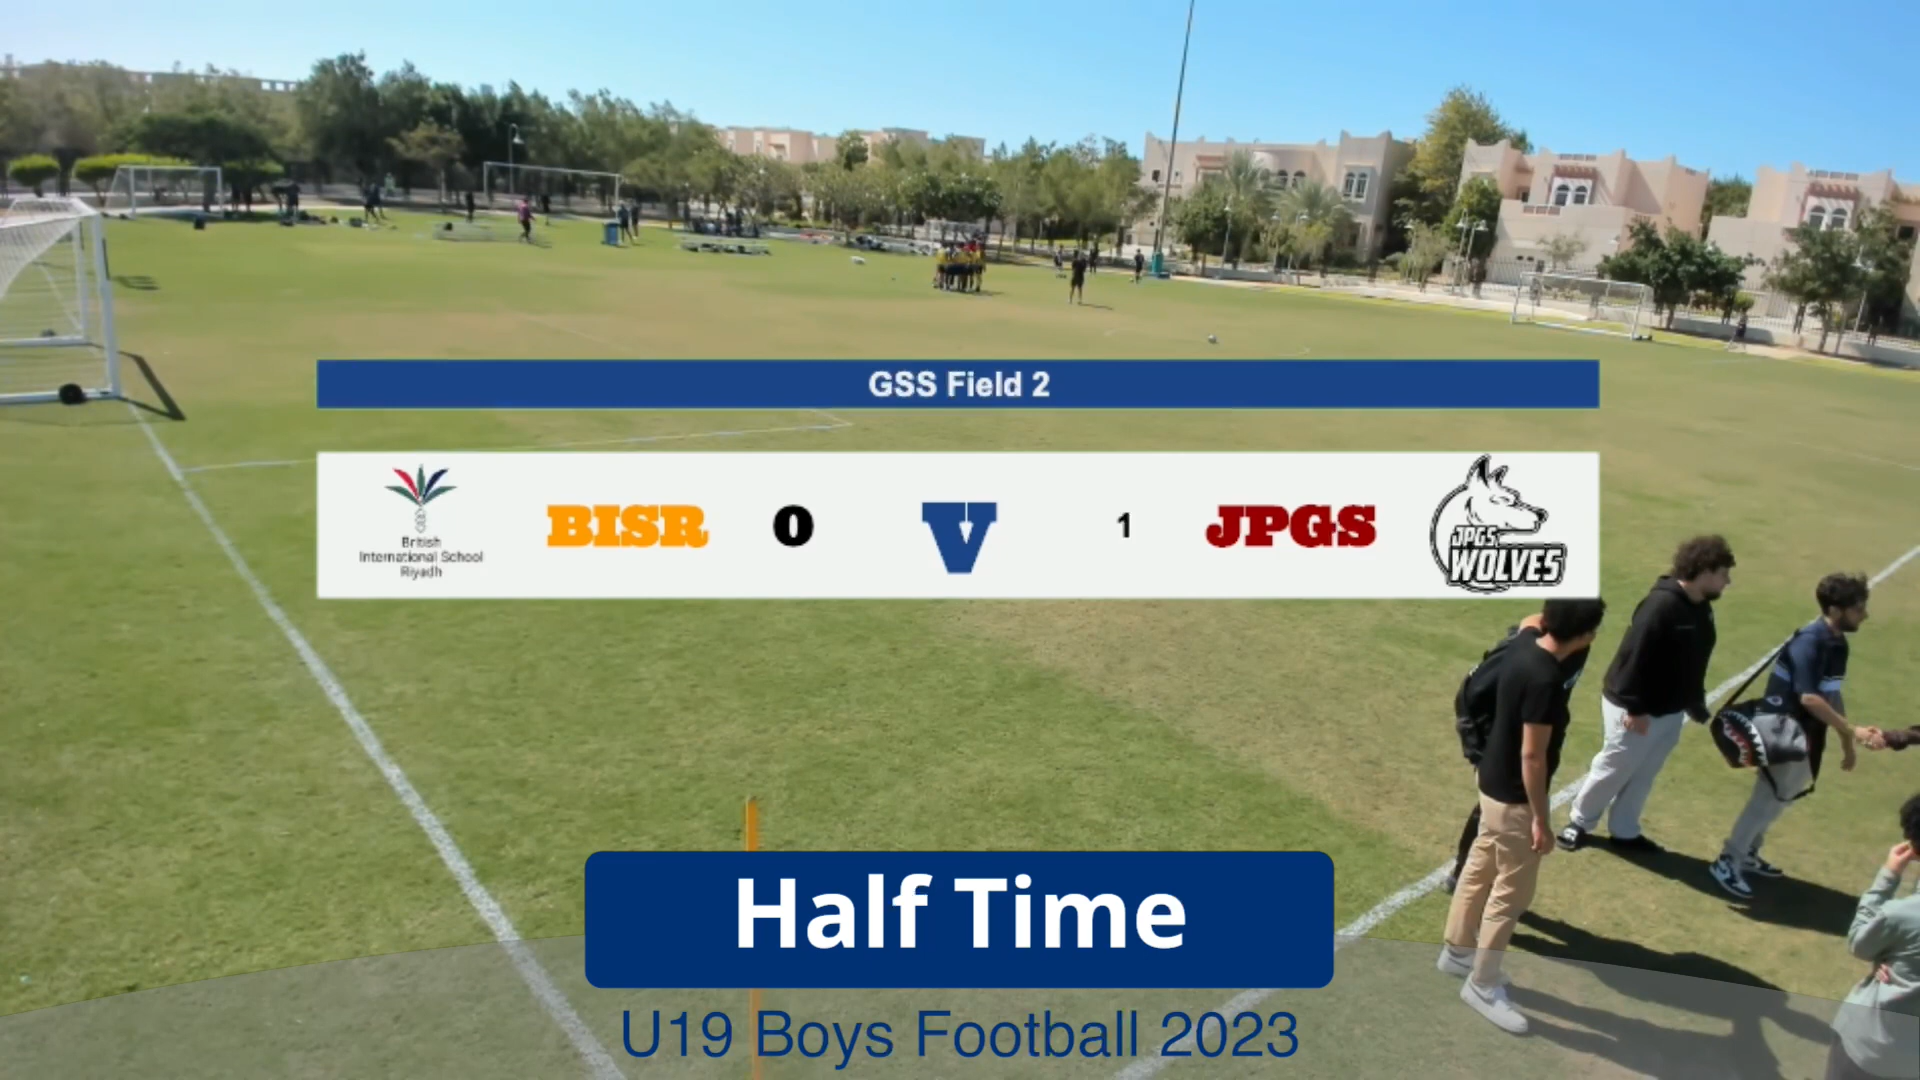 GSS Field 2
British
International School
Riyadh
BISR 0 V 1 JPGS
JPGS
WOLVES
Half Time
U19 Boys Football 2023